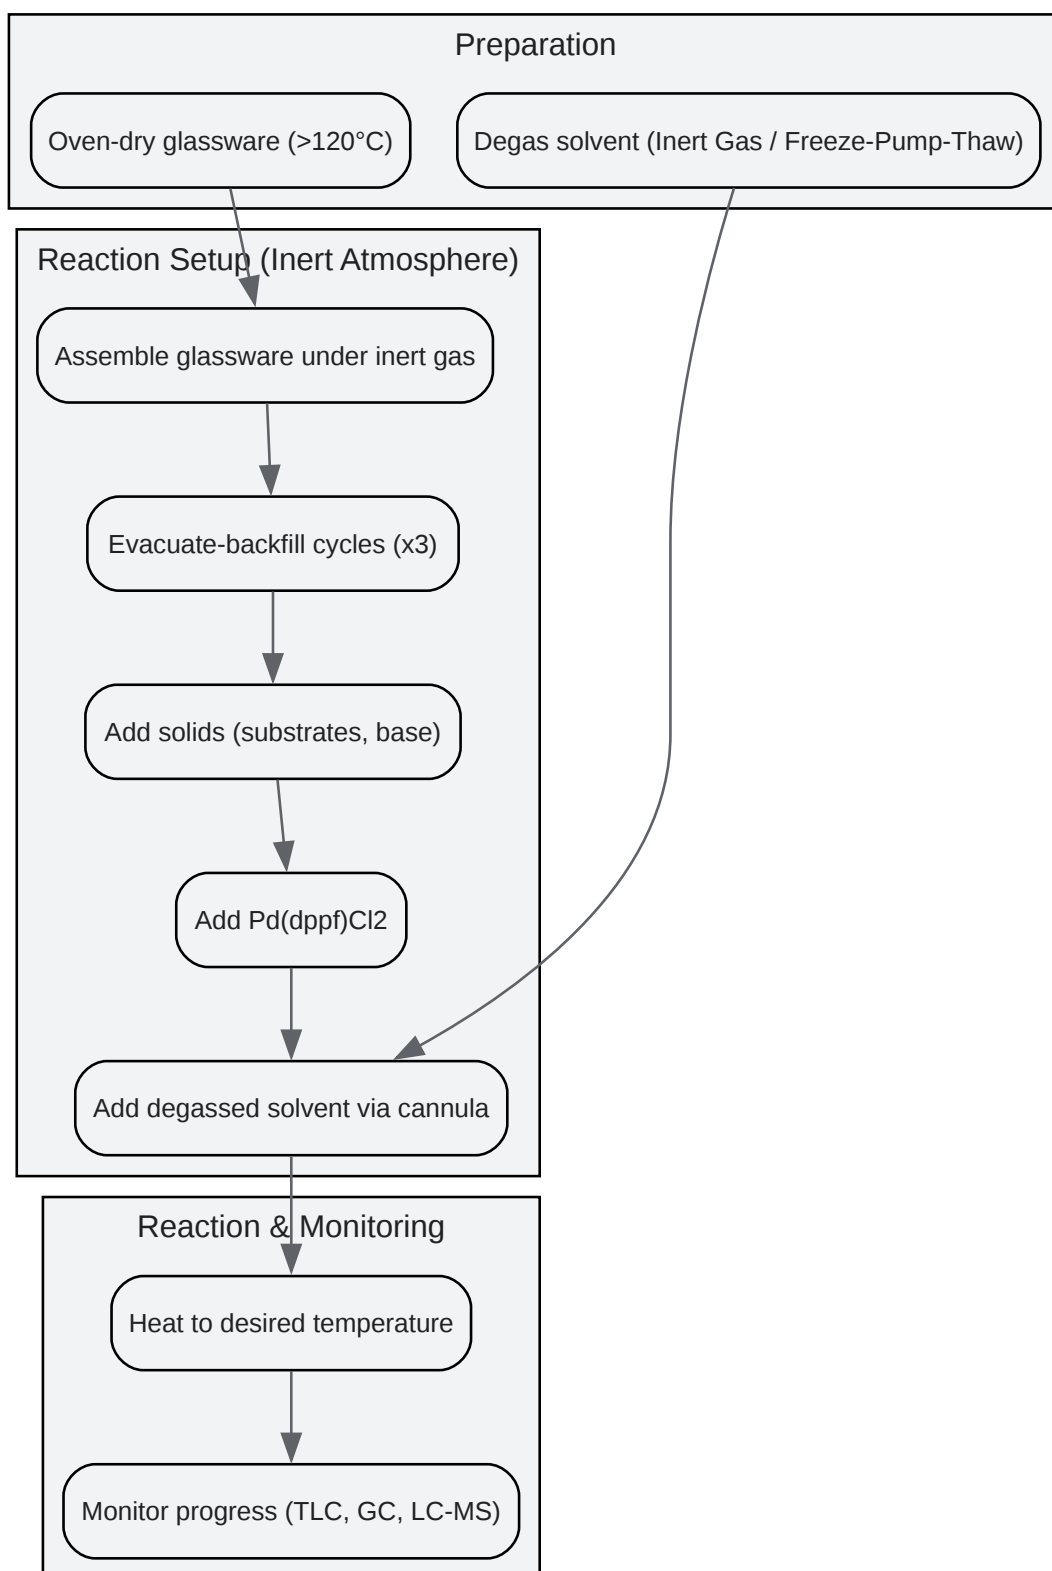 Preparation
Oven-dry glassware (>120°C)
Degas solvent (Inert Gas / Freeze-Pump-Thaw)
Reaction Setup (Inert Atmosphere)
Assemble glassware under inert gas
Evacuate-backfill cycles (x3)
Add solids (substrates, base)
Add Pd(dppf)Cl2
Add degassed solvent via cannula
Reaction & Monitoring
Heat to desired temperature
Monitor progress (TLC, GC, LC-MS)